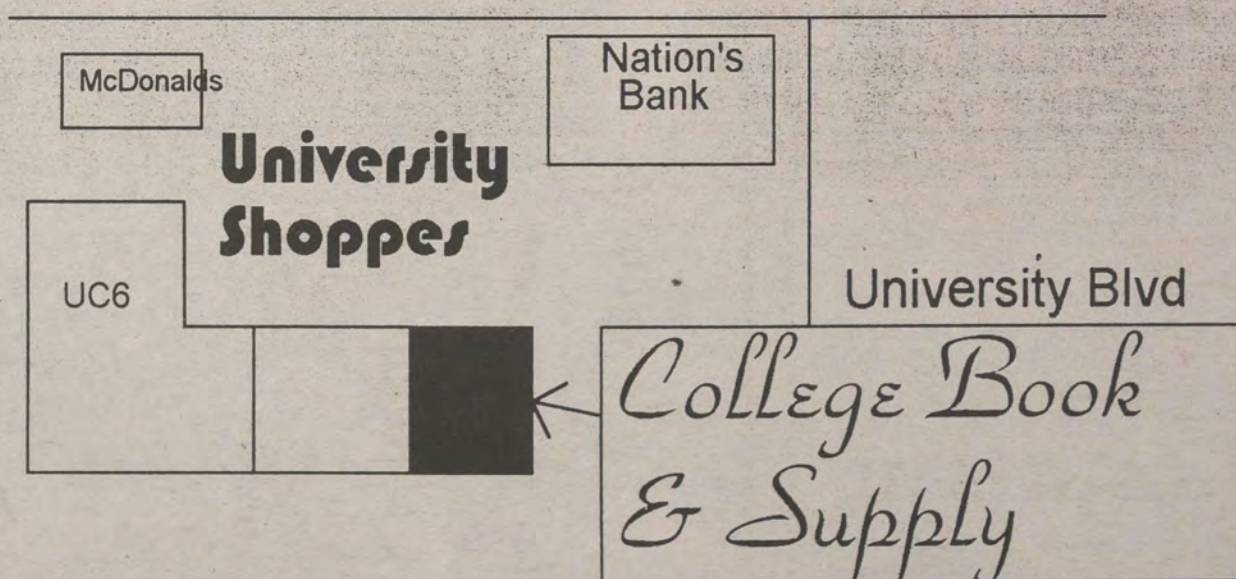 McDonalds
Nation's
Bank
University
Shoppes
UC6
University Blvd
College Book
& Supply